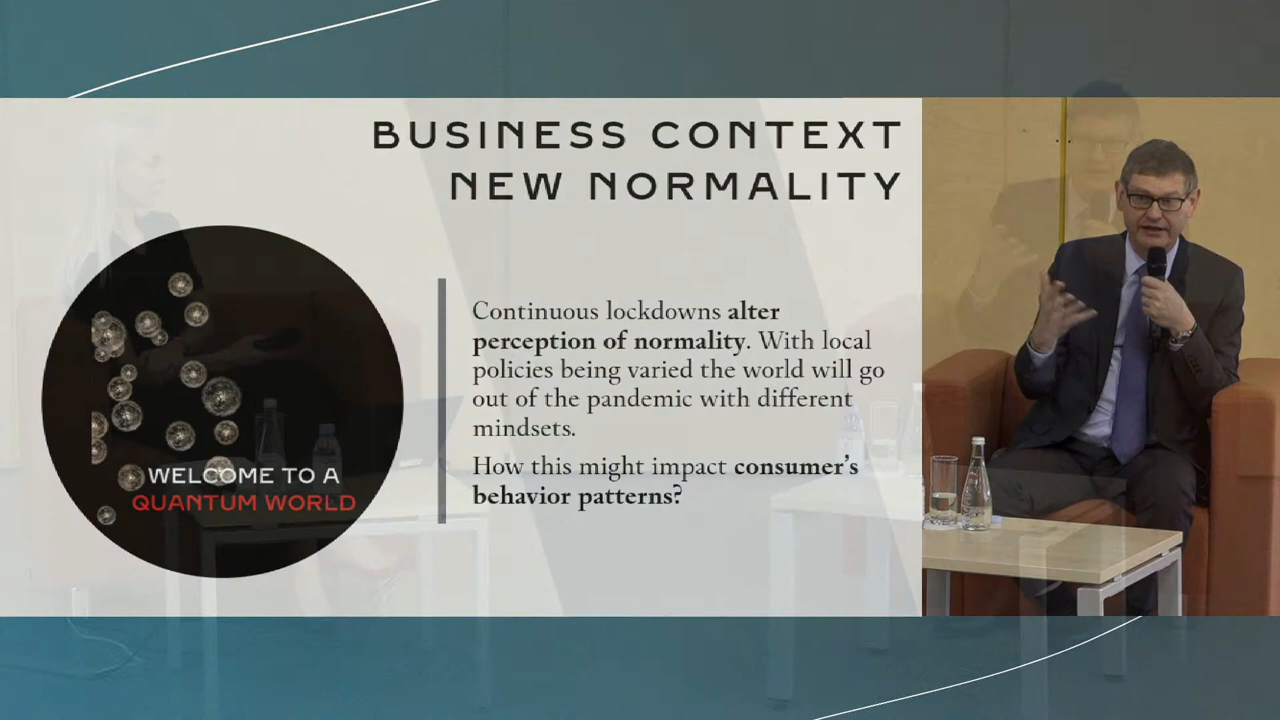 BUSINESS CONTEXT
NEW NORMALITY
Continuous lockdowns alter
perception of normality. With local
policies being varied the world will go
out of the pandemic with different
mindsets.
How this might impact consumer's
behavior patterns?
WELCOME TO A
QUANTUM WORLD